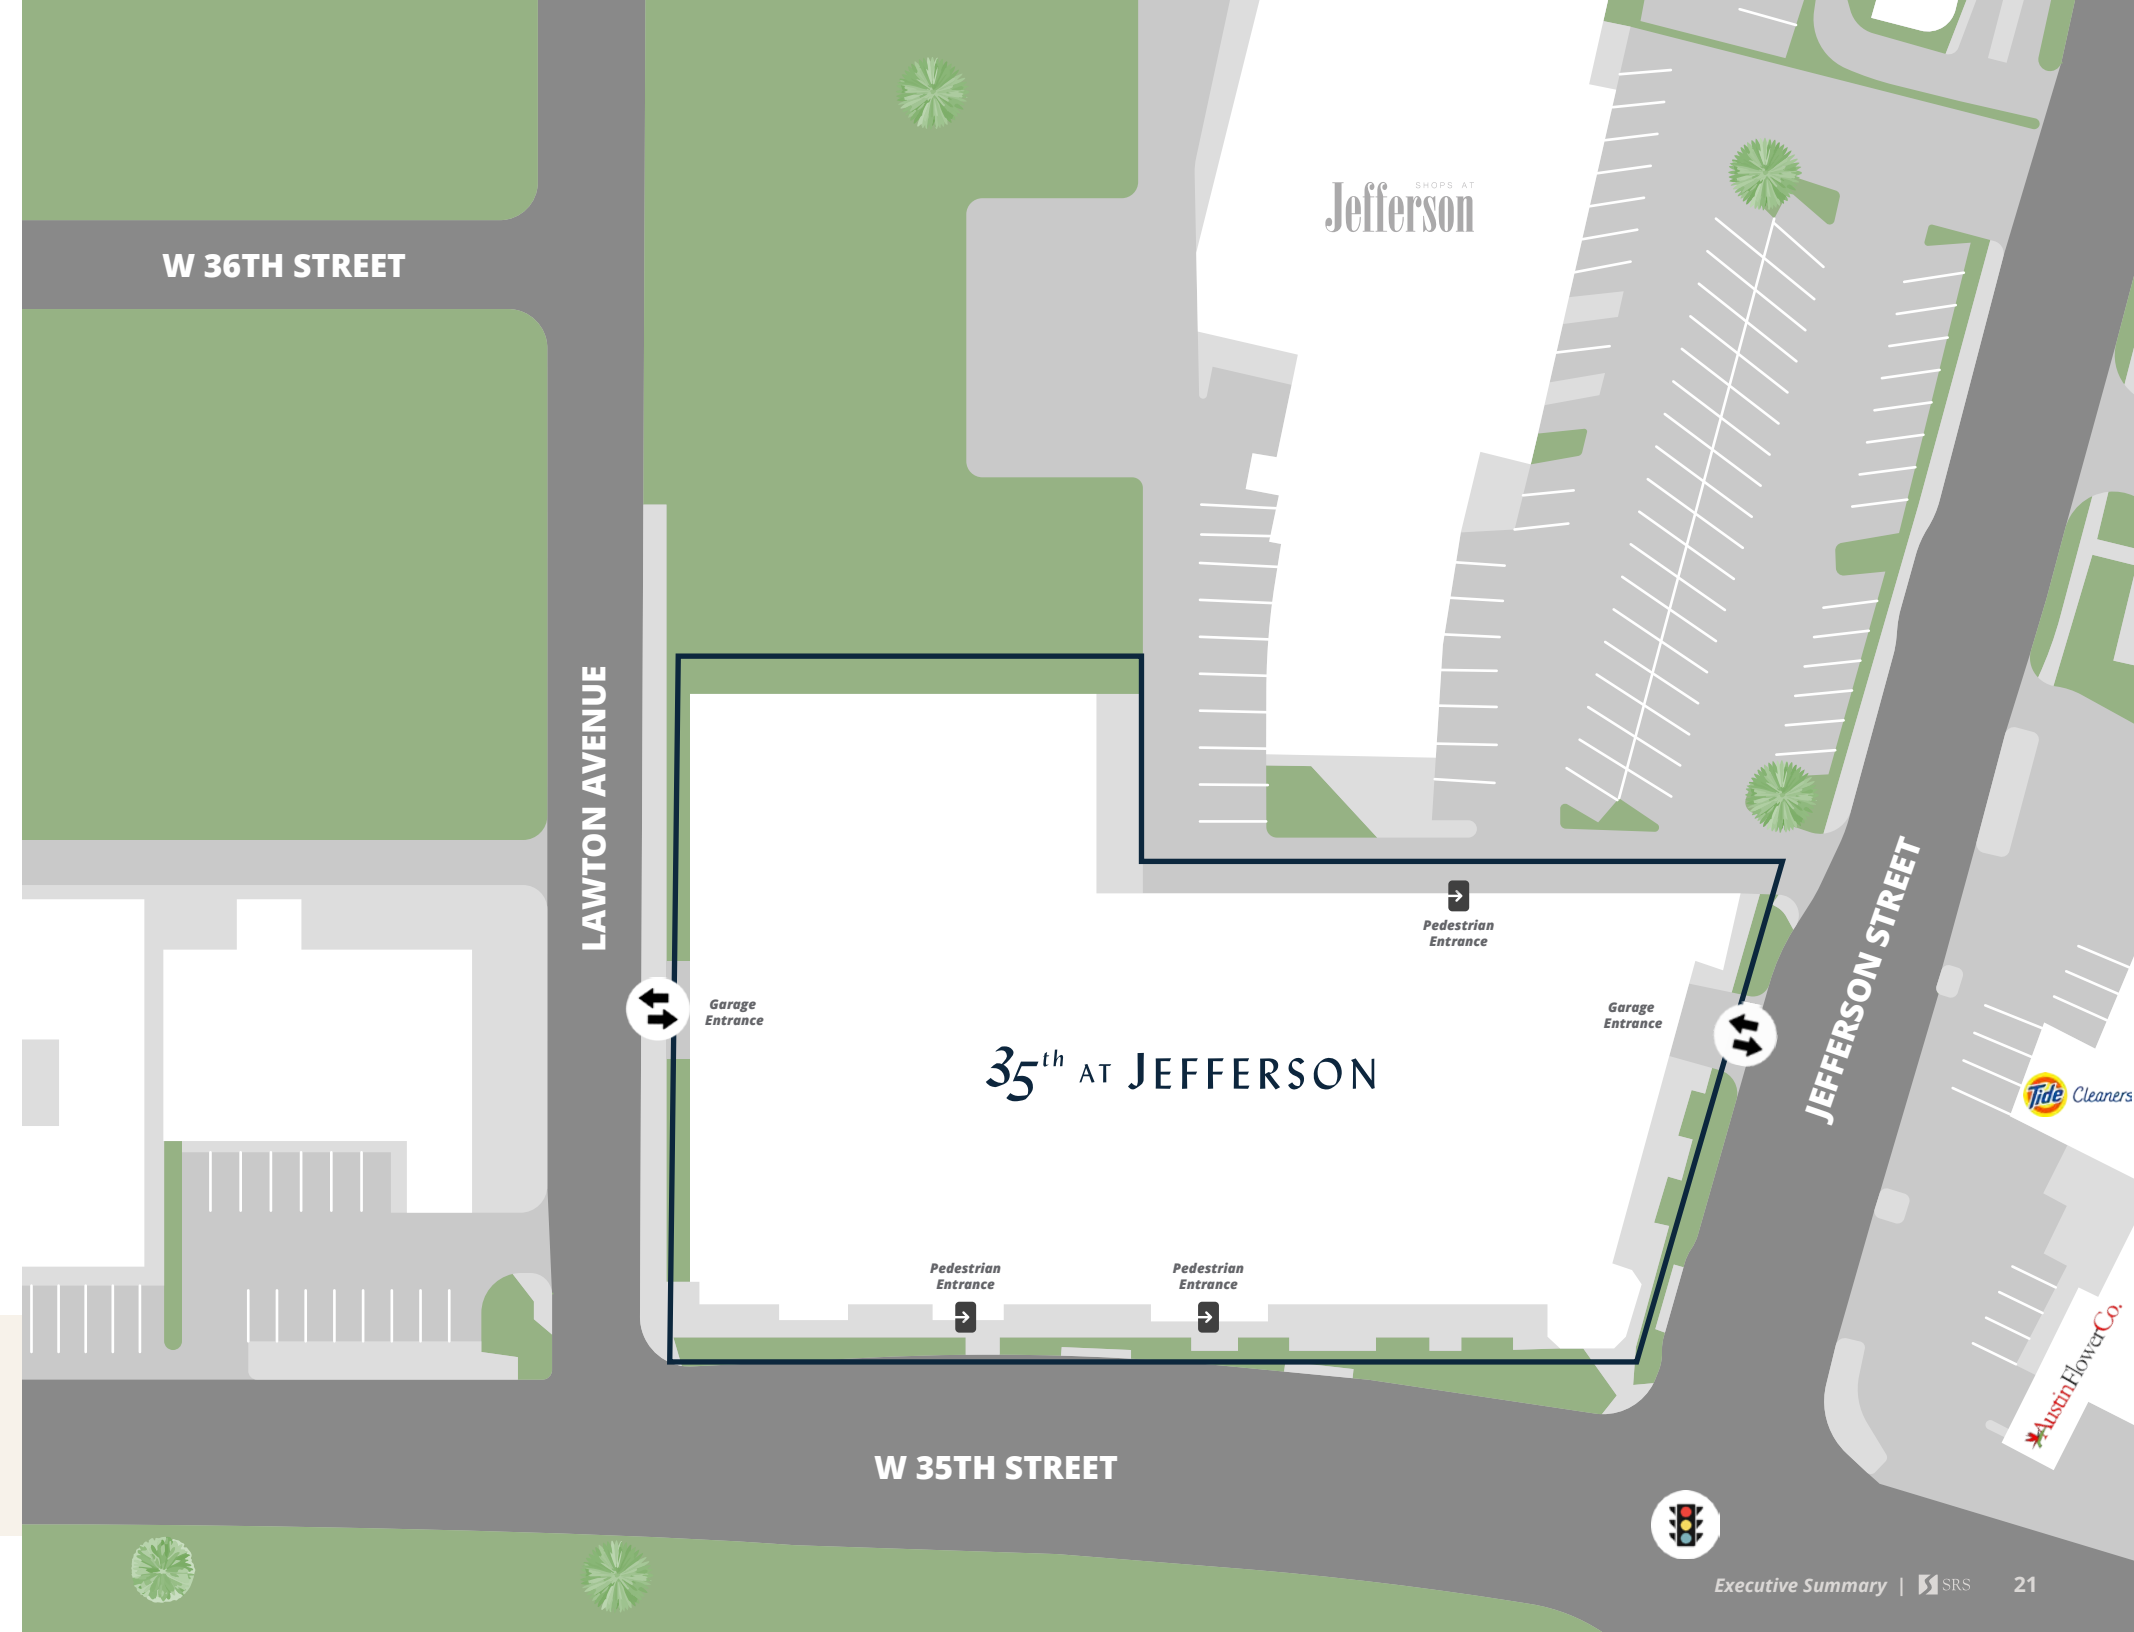 SHOPS AT
Jefferson
W 36TH STREET
LAWTON AVENUE
JEFFERSON STREET
Pedestrian
Entrance
Garage
Entrance
Garage
Entrance
35th AT JEFFERSON
Tide Cleaners
Pedestrian
Entrance
Pedestrian
Entrance
AustinFlowerCo.
W 35TH STREET
Executive Summary | SRS 21